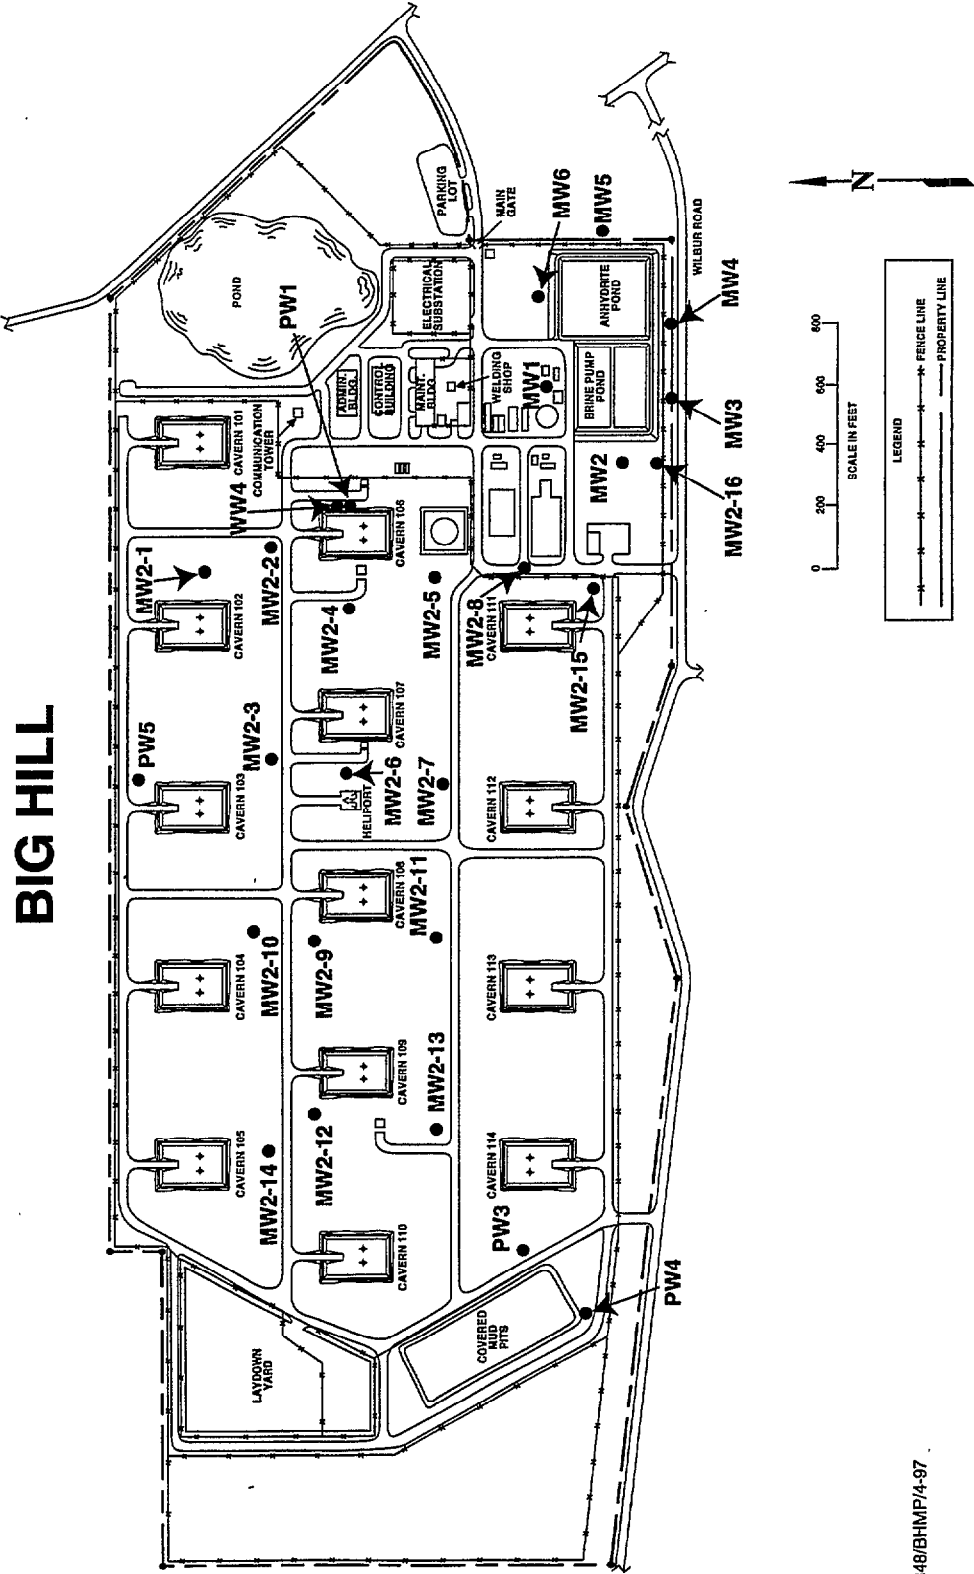 BIG HILL
MW2-1
PW5
CAVERN 105
CAVERN 104
CAVERN 103
CAVERN 102
CAVERN 101
COMMUNICATION
TOWER
WW4
PW1
POND
MW2-14
MW2-10
MW2-3
MW2-2
LAYDOWN
YARD
MW2-12
MW2-9
HELIPORT
MW2-6
MW2-4
ADMIN.
BLDG.
CONTROL
BUILDING
MAINT.
BLDG.
ELECTRICAL
SUBSTATION
PARKING
LOT
CAVERN 110
CAVERN 109
CAVERN 108
CAVERN 107
CAVERN 106
MW2-13
MW2-11
MW2-7
MW2-5
MW2-8
WELDING
SHOP
MAIN
GATE
COVERED
MUD
PITS
PW3
CAVERN 114
CAVERN 113
CAVERN 112
CAVERN 111
MW1
MW6
MW2-15
MW2
BRINE PUMP
POND
ANHYDRITE
POND
MW5
PW4
MW2-16
MW3
MW4
WILBUR ROAD
N
0 200 400 600 800
SCALE IN FEET
LEGEND
FENCE LINE
PROPERTY LINE
48/BHMP/4-97